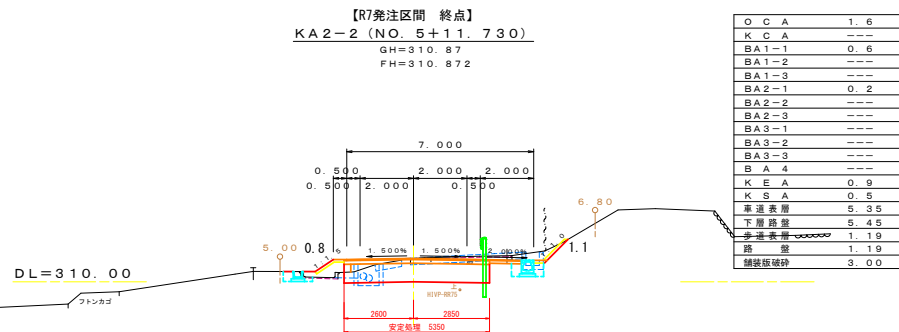 【R7発注区間　終点】
KA2-2 (NO. 5+11. 730)
GH=310. 87
FH=310. 872
7. 000
0. 500
2. 000
2. 000
0. 500
2. 000
0. 500
6. 80
5. 00
0.8
1. 500%
1. 500%
1.1
DL=310. 00
フトンカゴ
HIVP-RRΦ75
2600
2850
安定処理　5350
O C A　1. 6
K C A　---
BA1-1　0. 6
BA1-2　---
BA1-3　---
BA2-1　0. 2
BA2-2　---
BA2-3　---
BA3-1　---
BA3-2　---
BA3-3　---
B A 4　---
K E A　0. 9
K S A　0. 5
車道表層　5. 35
下層路盤　5. 45
歩道表層　1. 19
路　盤　1. 19
舗装版破砕　3. 00